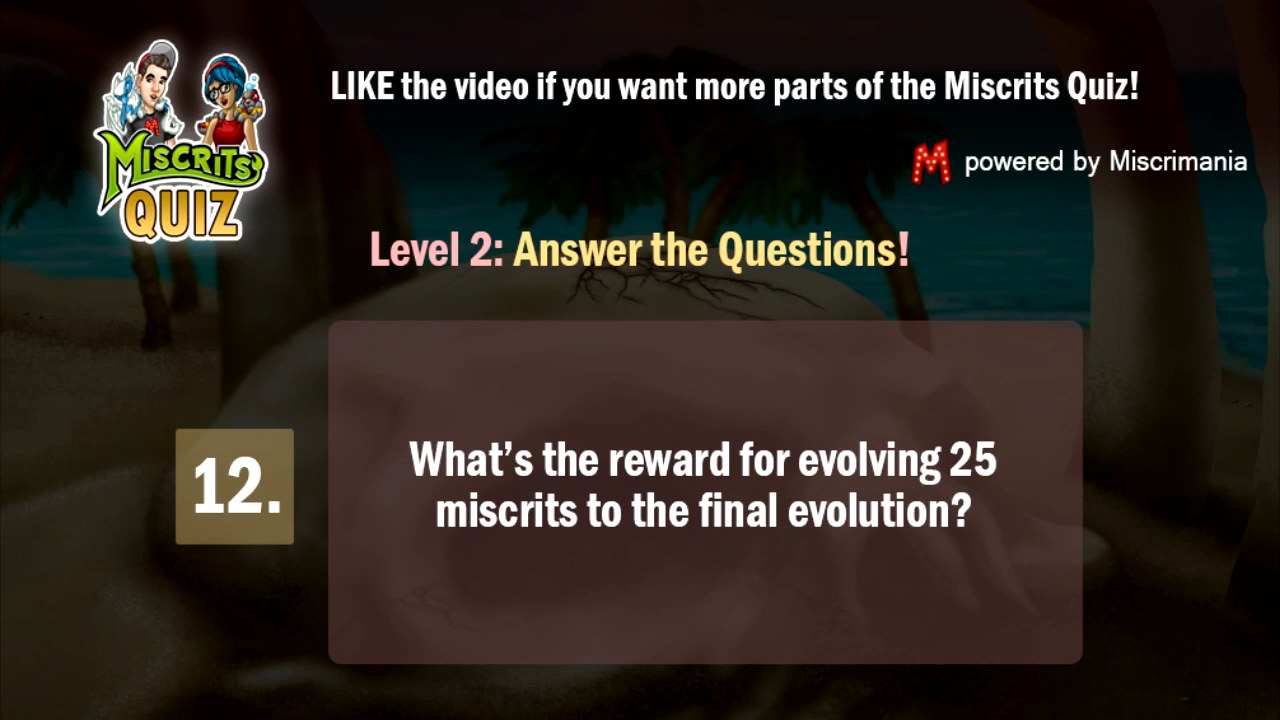 LIKE the video if you want more parts of the Miscrits Quiz!
MISCRITS
QUIZ
M powered by Miscrimania
Level 2: Answer the Questions!
12.
What's the reward for evolving 25
miscrits to the final evolution?